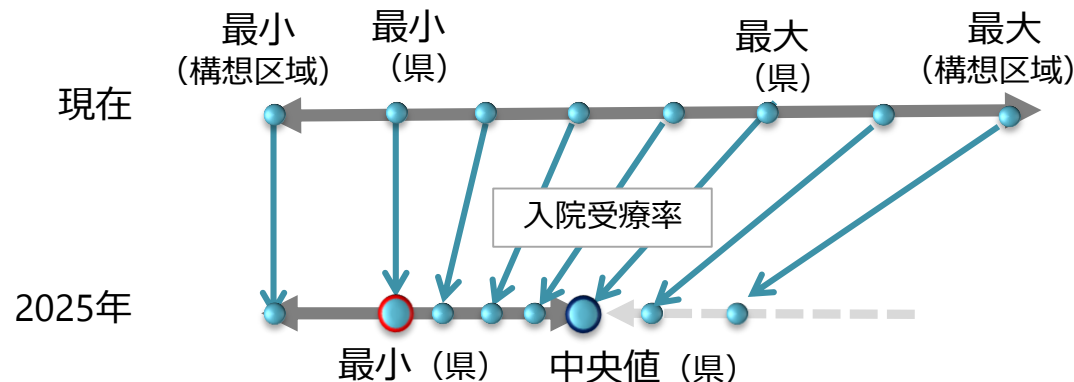 最小
（構想区域）
最小
（県）
最大
（県）
最大
（構想区域）
現在
入院受療率
2025年
最小（県）
中央値（県）